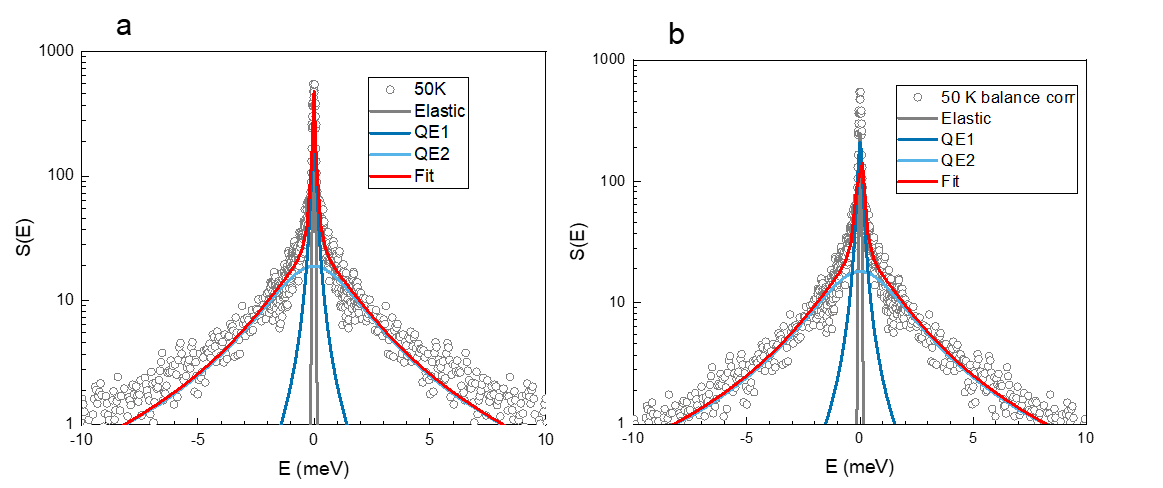 a
1000
100
10
1
-10
-5
0
5
10
S(E)
E (meV)
50K
Elastic
QE1
QE2
Fit
b
1000
100
10
1
-10
-5
0
5
10
S(E)
E (meV)
50 K balance corr
Elastic
QE1
QE2
Fit